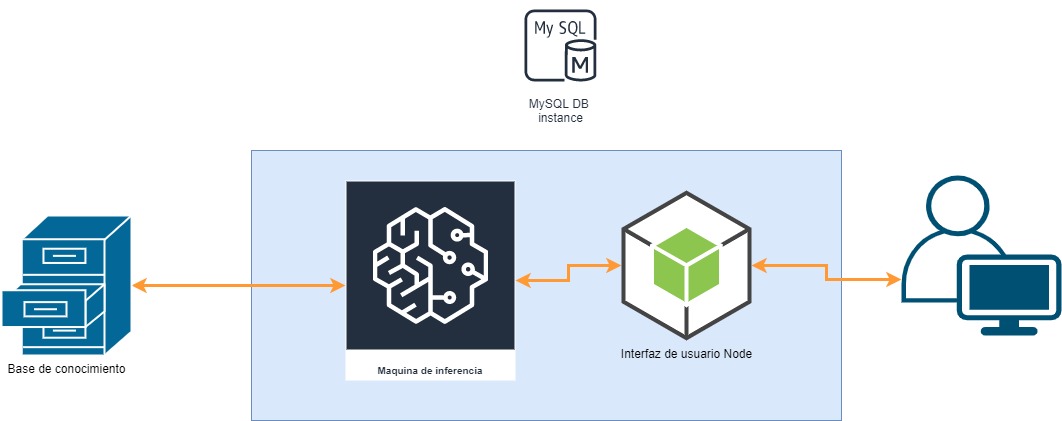 My SQL
M
MySQL DB
instance
Base de conocimiento
Maquina de inferencia
Interfaz de usuario Node